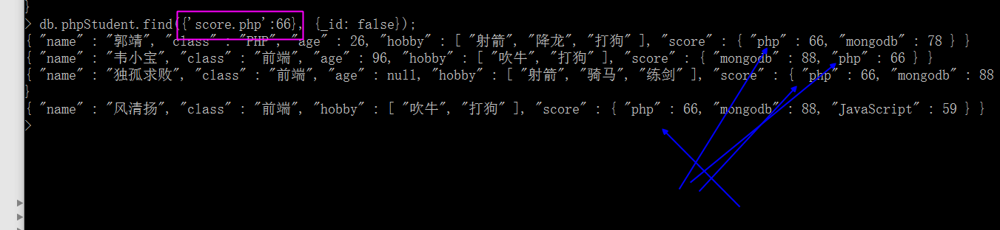 }
> db.phpStudent.find({'score.php':66}, {_id: false});
{ "name" : "郭靖", "class" : "PHP", "age" : 26, "hobby" : [ "射箭", "降龙", "打狗" ], "score" : { "php" : 66, "mongodb" : 78 } }
{ "name" : "韦小宝", "class" : "前端", "age" : 96, "hobby" : [ "吹牛", "打狗" ], "score" : { "mongodb" : 88, "php" : 66 } }
{ "name" : "独孤求败", "class" : "前端", "age" : null, "hobby" : [ "射箭", "骑马", "练剑" ], "score" : { "php" : 66, "mongodb" : 88
}
{ "name" : "风清扬", "class" : "前端", "hobby" : [ "吹牛", "打狗" ], "score" : { "php" : 66, "mongodb" : 88, "JavaScript" : 59 } }
>